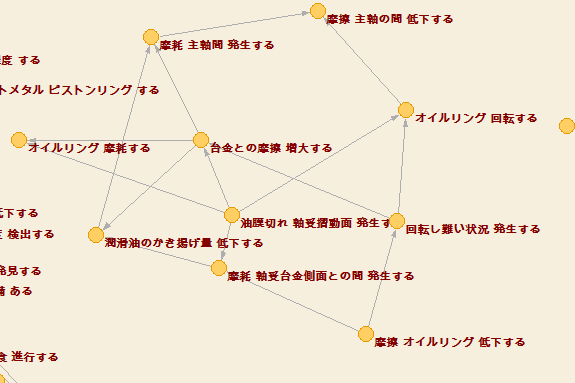 摩擦 主軸の間 低下する
摩耗 主軸間 発生する
度 する
トメタル ピストンリング する
オイルリング 回転する
オイルリング 摩耗する
台金との摩擦 増大する
下する
油膜切れ 軸受摺動面 発生す
回転し難い状況 発生する
検出する
潤滑油のかき揚げ量 低下する
発見する
摩耗 軸受台金側面との間 発生する
ある
摩擦 オイルリング 低下する
進行する